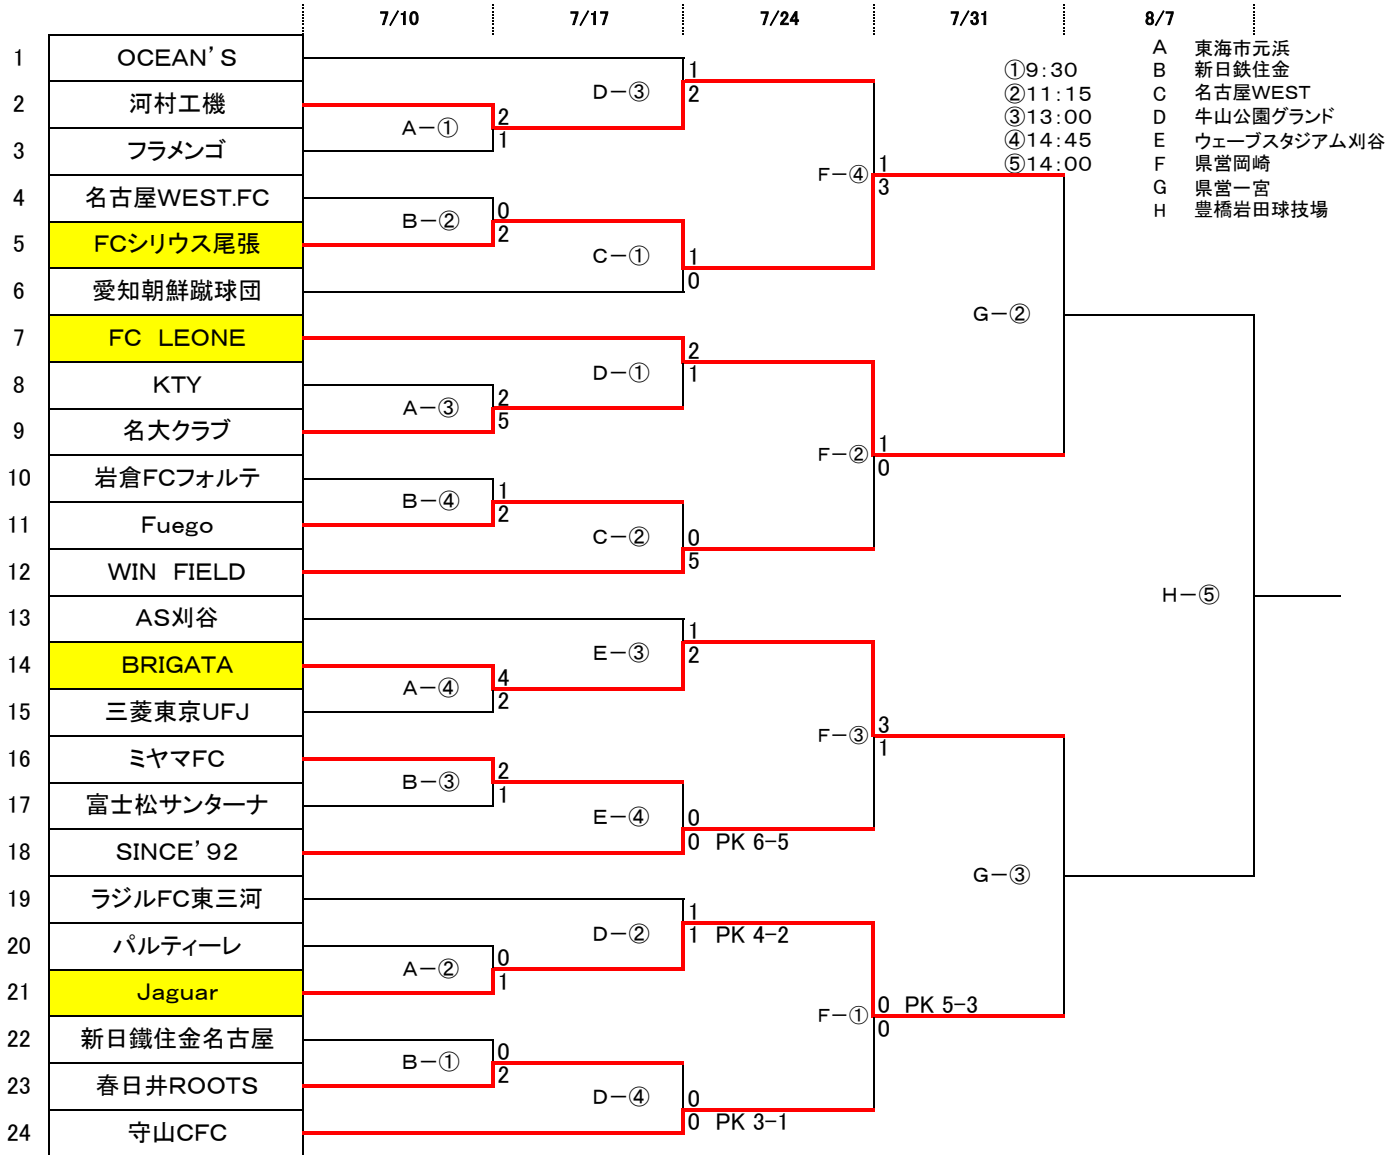 7/10 7/17 7/24 7/31 8/7
①9:30
②11:15
③13:00
④14:45
⑤14:00
A 東海市元浜
B 新日鉄住金
C 名古屋WEST
D 牛山公園グランド
E ウェーブスタジアム刈谷
F 県営岡崎
G 県営一宮
H 豊橋岩田球技場
1 OCEAN'S
2 河村工機
3 フラメンゴ
4 名古屋WEST.FC
5 FCシリウス尾張
6 愛知朝鮮蹴球団
7 FC LEONE
8 KTY
9 名大クラブ
10 岩倉FCフォルテ
11 Fuego
12 WIN FIELD
13 AS刈谷
14 BRIGATA
15 三菱東京UFJ
16 ミヤマFC
17 富士松サンターナ
18 SINCE'92
19 ラジルFC東三河
20 パルティーレ
21 Jaguar
22 新日鐵住金名古屋
23 春日井ROOTS
24 守山CFC
A－①
2
1
B－②
0
2
A－③
2
5
B－④
1
2
A－④
4
2
B－③
2
1
A－②
0
1
B－①
0
2
D－③
1
2
C－①
1
0
D－①
2
1
C－②
0
5
E－③
1
2
E－④
0
0 PK 6-5
D－②
1
1 PK 4-2
D－④
0
0 PK 3-1
F－④
1
3
F－②
1
0
F－③
3
1
F－①
0 PK 5-3
0
G－②
G－③
H－⑤